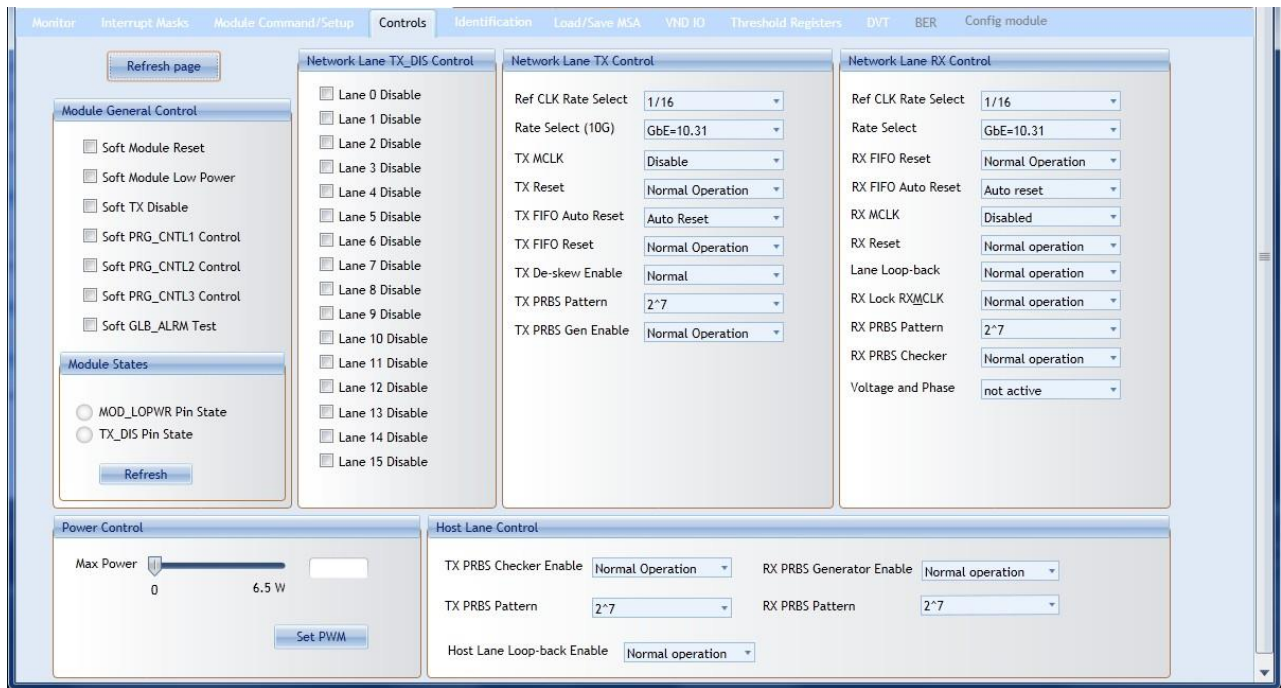 Monitor Interrupt Masks Module Command/Setup Controls Identification Load/Save MSA VND IO Threshold Registers DVT BER Config module
Refresh page
Module General Control
Soft Module Reset
Soft Module Low Power
Soft TX Disable
Soft PRG_CNTL1 Control
Soft PRG_CNTL2 Control
Soft PRG_CNTL3 Control
Soft GLB_ALRM Test
Module States
MOD_LOPWR Pin State
TX_DIS Pin State
Refresh
Network Lane TX_DIS Control
Lane 0 Disable
Lane 1 Disable
Lane 2 Disable
Lane 3 Disable
Lane 4 Disable
Lane 5 Disable
Lane 6 Disable
Lane 7 Disable
Lane 8 Disable
Lane 9 Disable
Lane 10 Disable
Lane 11 Disable
Lane 12 Disable
Lane 13 Disable
Lane 14 Disable
Lane 15 Disable
Network Lane TX Control
Ref CLK Rate Select 1/16
Rate Select (10G) GbE=10.31
TX MCLK Disable
TX Reset Normal Operation
TX FIFO Auto Reset Auto Reset
TX FIFO Reset Normal Operation
TX De-skew Enable Normal
TX PRBS Pattern 2^7
TX PRBS Gen Enable Normal Operation
Network Lane RX Control
Ref CLK Rate Select 1/16
Rate Select GbE=10.31
RX FIFO Reset Normal Operation
RX FIFO Auto Reset Auto reset
RX MCLK Disabled
RX Reset Normal operation
Lane Loop-back Normal operation
RX Lock RXMCLK Normal operation
RX PRBS Pattern 2^7
RX PRBS Checker Normal operation
Voltage and Phase not active
Power Control
Max Power
0 6.5 W
Set PWM
Host Lane Control
TX PRBS Checker Enable Normal Operation RX PRBS Generator Enable Normal operation
TX PRBS Pattern 2^7 RX PRBS Pattern 2^7
Host Lane Loop-back Enable Normal operation